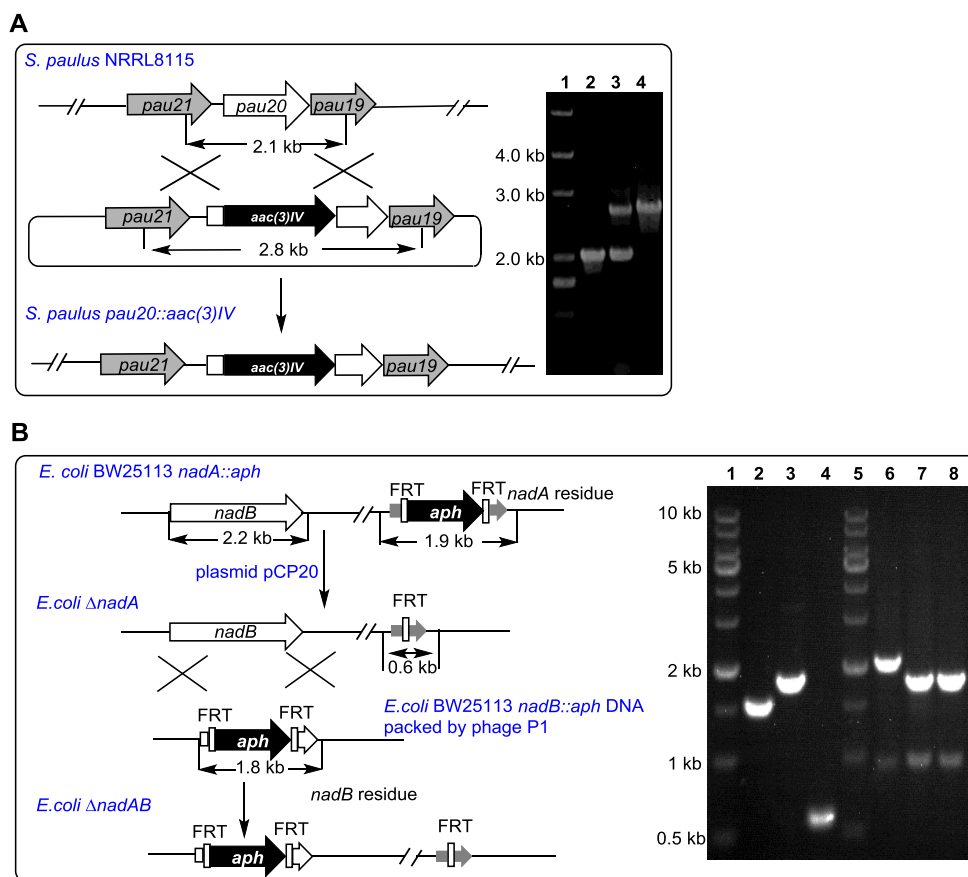 A
S. paulus NRRL8115
pau21
pau20
pau19
2.1 kb
pau21
aac(3)IV
pau19
2.8 kb
S. paulus pau20::aac(3)IV
pau21
aac(3)IV
pau19
1 2 3 4
4.0 kb
3.0 kb
2.0 kb
B
E. coli BW25113 nadA::aph
nadB
2.2 kb
FRT
FRT
nadA residue
aph
1.9 kb
plasmid pCP20
E.coli ΔnadA
nadB
FRT
0.6 kb
E.coli BW25113 nadB::aph DNA
packed by phage P1
FRT
FRT
aph
1.8 kb
nadB residue
E.coli ΔnadAB
FRT
FRT
aph
FRT
1 2 3 4 5 6 7 8
10 kb
5 kb
2 kb
1 kb
0.5 kb